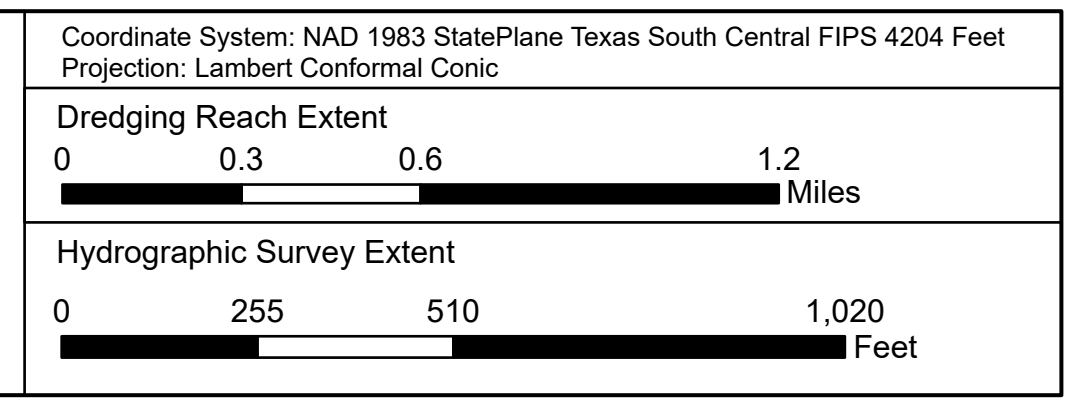 Coordinate System: NAD 1983 StatePlane Texas South Central FIPS 4204 Feet
Projection: Lambert Conformal Conic
Dredging Reach Extent
0 0.3 0.6 1.2
Miles
Hydrographic Survey Extent
0 255 510 1,020
Feet